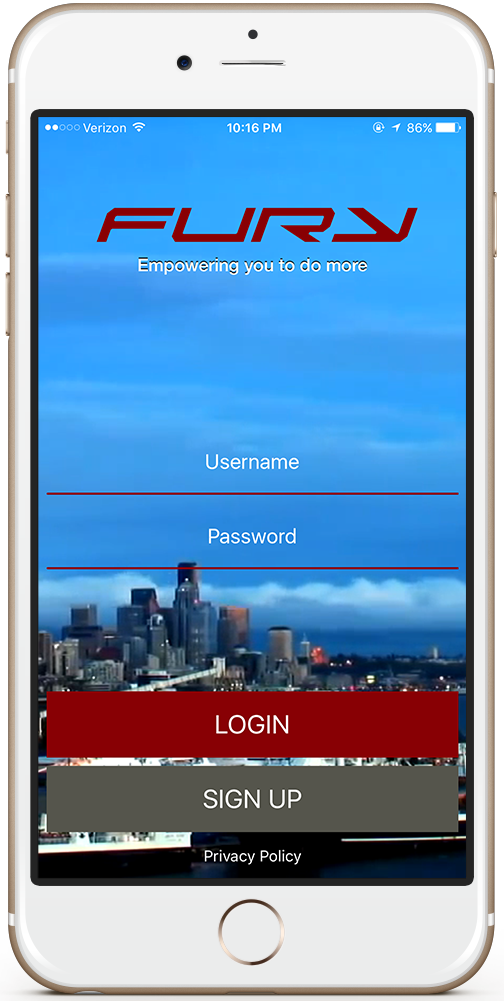 Verizon 10:16 PM 86%
FURY
Empowering you to do more
Username
Password
LOGIN
SIGN UP
Privacy Policy